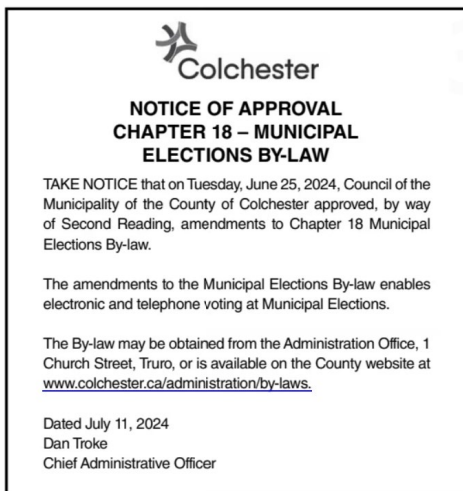 Colchester
NOTICE OF APPROVAL
CHAPTER 18 – MUNICIPAL
ELECTIONS BY-LAW
TAKE NOTICE that on Tuesday, June 25, 2024, Council of the
Municipality of the County of Colchester approved, by way
of Second Reading, amendments to Chapter 18 Municipal
Elections By-law.
The amendments to the Municipal Elections By-law enables
electronic and telephone voting at Municipal Elections.
The By-law may be obtained from the Administration Office, 1
Church Street, Truro, or is available on the County website at
www.colchester.ca/administration/by-laws.
Dated July 11, 2024
Dan Troke
Chief Administrative Officer